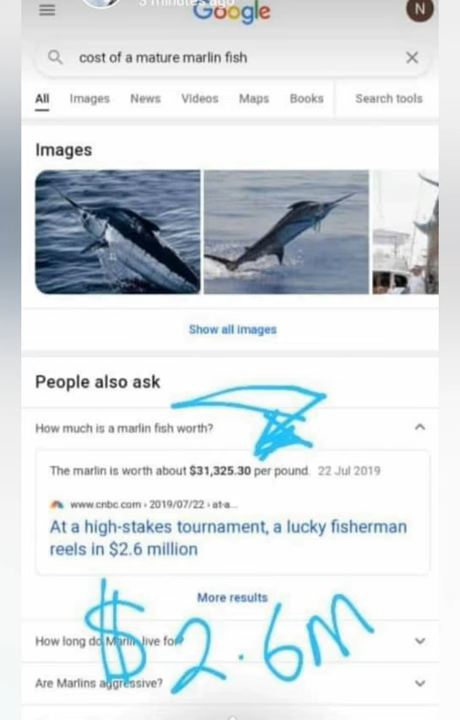 3 minutes ago
Google
N
cost of a mature marlin fish
All Images News Videos Maps Books Search tools
Images
Show all images
People also ask
How much is a marlin fish worth?
The marlin is worth about $31,325.30 per pound. 22 Jul 2019
www.cnbc.com › 2019/07/22 › at-a...
At a high-stakes tournament, a lucky fisherman
reels in $2.6 million
More results
$2.6M
How long do Marlin live for?
Are Marlins aggressive?